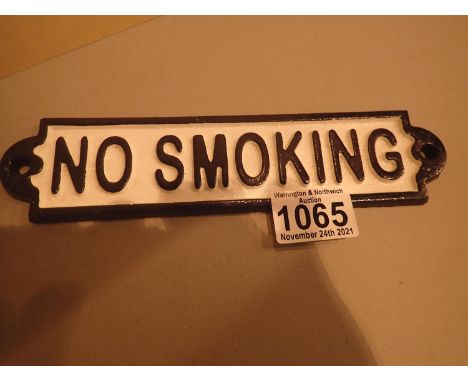 NO SMOKING
Warrington & Northwich
Auction
1065
November 24th 2021